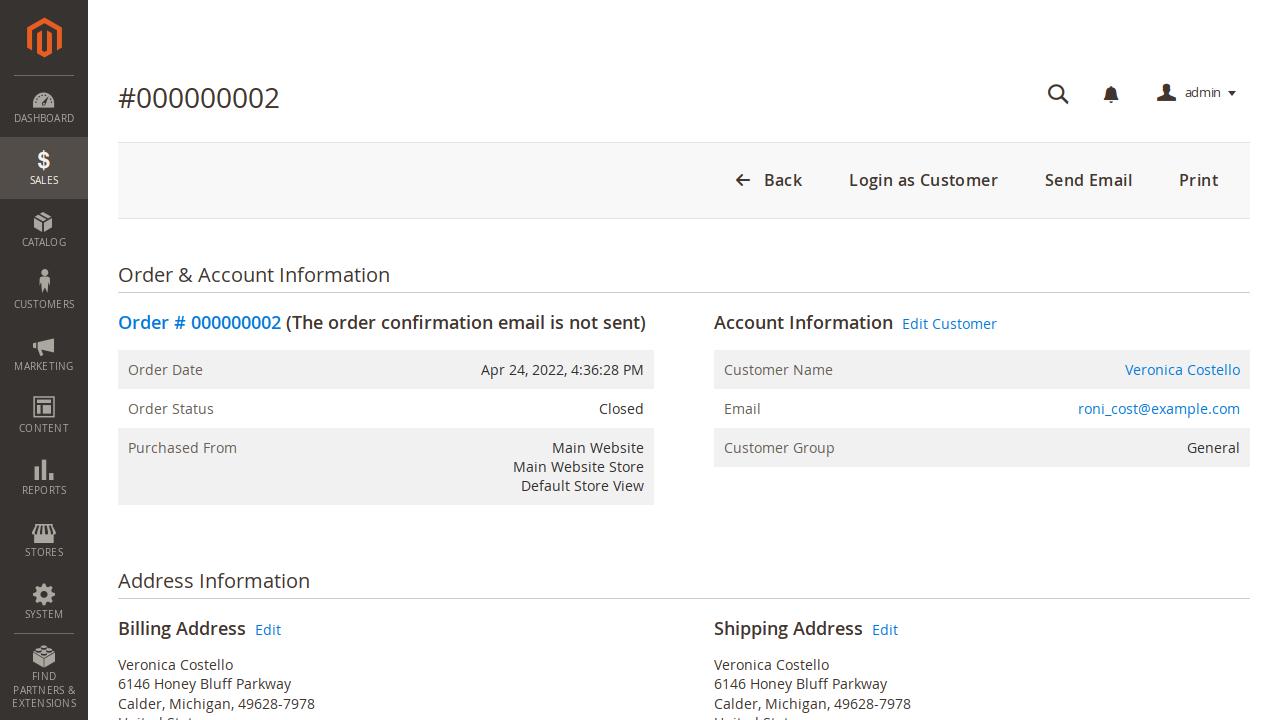 #000000002
admin
Back
Login as Customer
Send Email
Print
DASHBOARD
SALES
CATALOG
CUSTOMERS
MARKETING
CONTENT
REPORTS
STORES
SYSTEM
FIND
PARTNERS &
EXTENSIONS
Order & Account Information
Order # 000000002 (The order confirmation email is not sent)
Order Date Apr 24, 2022, 4:36:28 PM
Order Status Closed
Purchased From Main Website
Main Website Store
Default Store View
Account Information Edit Customer
Customer Name Veronica Costello
Email roni_cost@example.com
Customer Group General
Address Information
Billing Address Edit
Veronica Costello
6146 Honey Bluff Parkway
Calder, Michigan, 49628-7978
Shipping Address Edit
Veronica Costello
6146 Honey Bluff Parkway
Calder, Michigan, 49628-7978